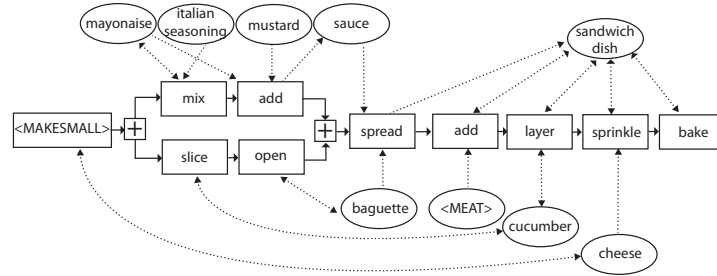 mayonaise
italian
seasoning
mustard
sauce
sandwich
dish
mix
add
<MAKESMALL>
+
+
spread
add
layer
sprinkle
bake
slice
open
baguette
<MEAT>
cucumber
cheese